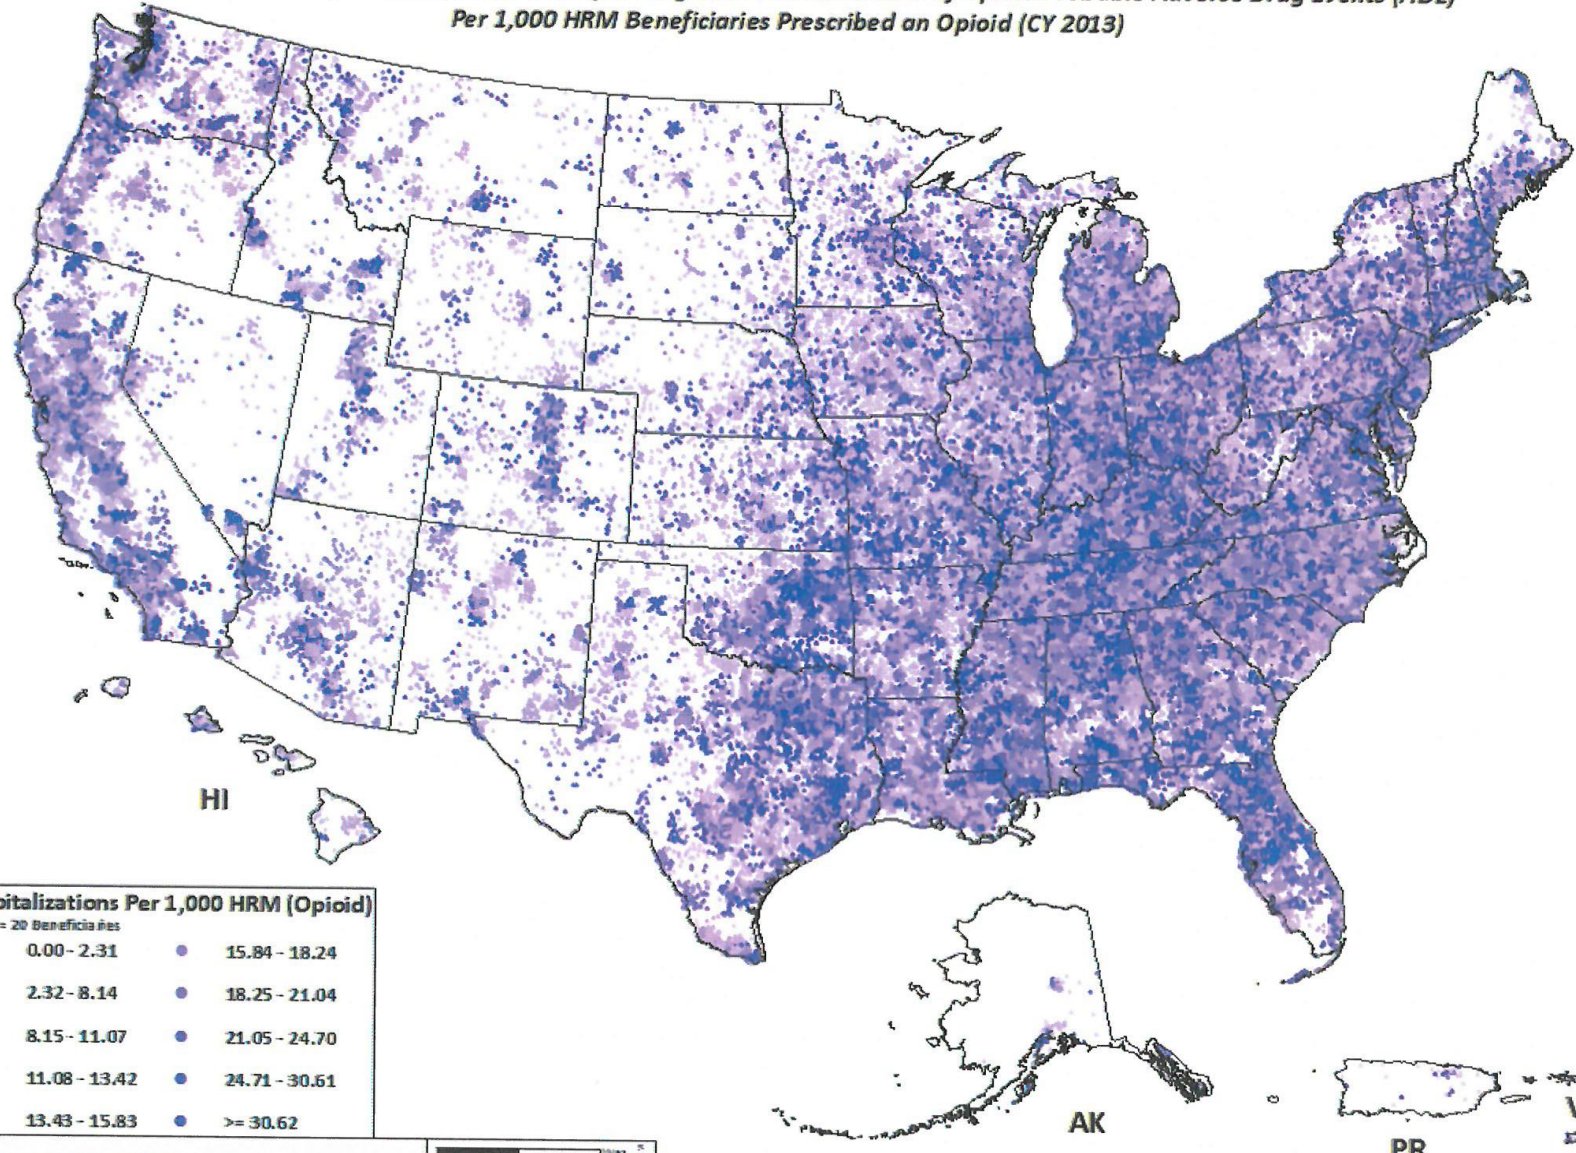 Per 1,000 HRM Beneficiaries Prescribed an Opioid (CY 2013)
HI
pitalizations Per 1,000 HRM (Opioid)
= 20 Beneficiaries
0.00 - 2.31 15.84 - 18.24
2.32 - 8.14 18.25 - 21.04
8.15 - 11.07 21.05 - 24.70
11.08 - 13.42 24.71 - 30.61
13.43 - 15.83 >= 30.62
AK
PR